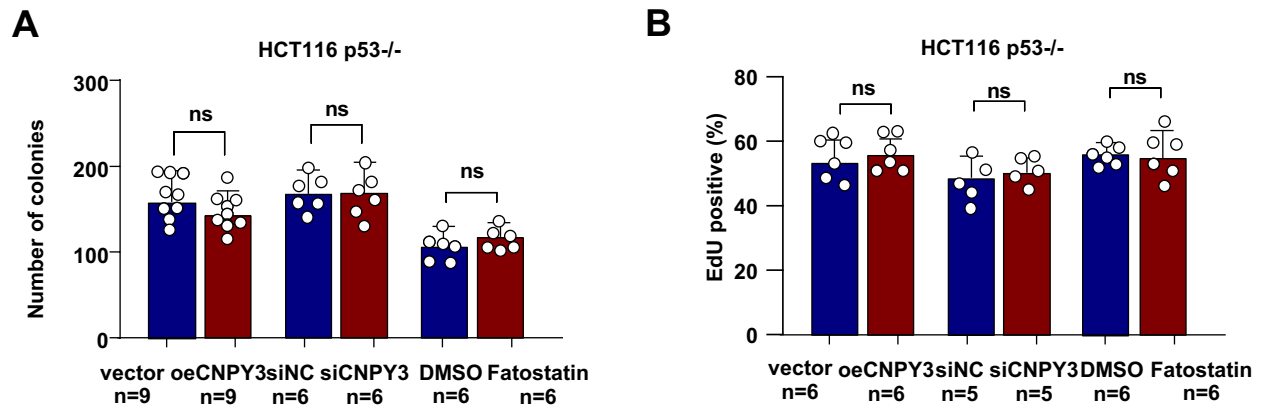 A
HCT116 p53-/-
Number of colonies
300
200
100
0
ns
ns
ns
vector oeCNPY3 siNC siCNPY3 DMSO Fatostatin
n=9 n=9 n=6 n=6 n=6 n=6
B
HCT116 p53-/-
EdU positive (%)
80
60
40
20
0
ns
ns
ns
vector oeCNPY3 siNC siCNPY3 DMSO Fatostatin
n=6 n=6 n=5 n=5 n=6 n=6